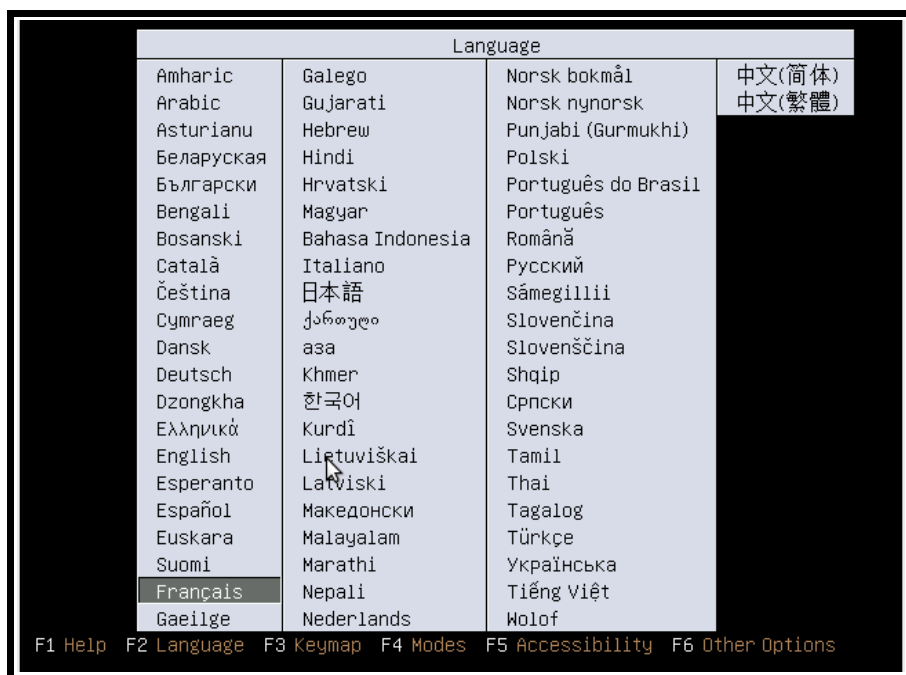 Language
Amharic
Arabic
Asturianu
Беларуская
Български
Bengali
Bosanski
Català
Čeština
Cymraeg
Dansk
Deutsch
Dzongkha
Ελληνικά
English
Esperanto
Español
Euskara
Suomi
Français
Gaeilge
Galego
Gujarati
Hebrew
Hindi
Hrvatski
Magyar
Bahasa Indonesia
Italiano
日本語
ქართული
аза
Khmer
한국어
Kurdî
Lietuviškai
Latviski
Македонски
Malayalam
Marathi
Nepali
Nederlands
Norsk bokmål
Norsk nynorsk
Punjabi (Gurmukhi)
Polski
Português do Brasil
Português
Română
Русский
Sámegillii
Slovenčina
Slovenščina
Shqip
Српски
Svenska
Tamil
Thai
Tagalog
Türkçe
Українська
Tiếng Việt
Wolof
中文(简体)
中文(繁體)
F1 Help F2 Language F3 Keymap F4 Modes F5 Accessibility F6 Other Options